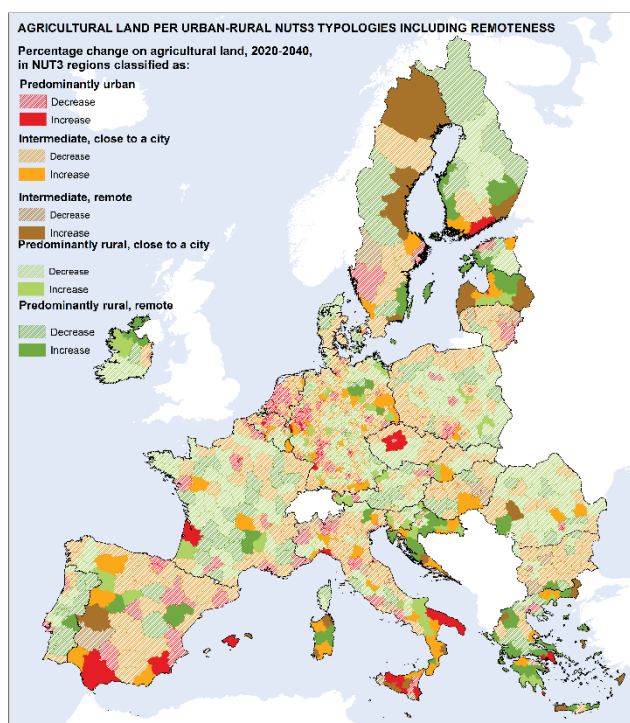 AGRICULTURAL LAND PER URBAN-RURAL NUTS3 TYPOLOGIES INCLUDING REMOTENESS
Percentage change on agricultural land, 2020-2040,
in NUT3 regions classified as:
Predominantly urban
Decrease
Increase
Intermediate, close to a city
Decrease
Increase
Intermediate, remote
Decrease
Increase
Predominantly rural, close to a city
Decrease
Increase
Predominantly rural, remote
Decrease
Increase